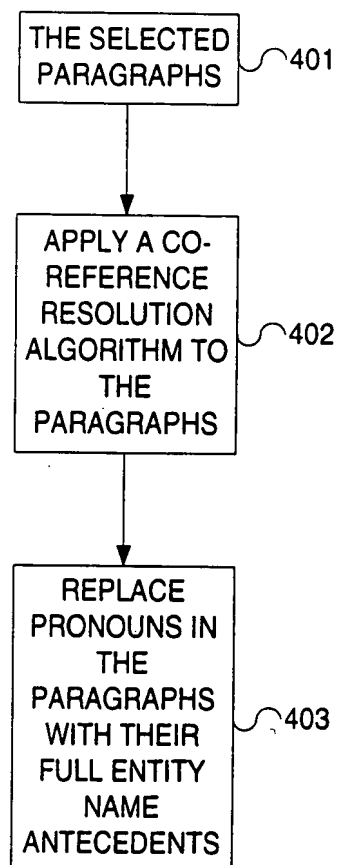 THE SELECTED
PARAGRAPHS
401
APPLY A CO-
REFERENCE
RESOLUTION
ALGORITHM TO
THE
PARAGRAPHS
402
REPLACE
PRONOUNS IN
THE
PARAGRAPHS
WITH THEIR
FULL ENTITY
NAME
ANTECEDENTS
403